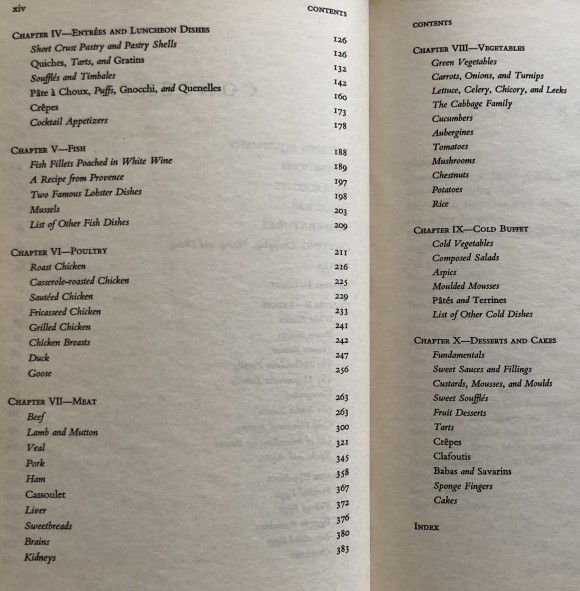 xiv CONTENTS
CHAPTER IV—ENTRÉES AND LUNCHEON DISHES 126
Short Crust Pastry and Pastry Shells 126
Quiches, Tarts, and Gratins 132
Soufflés and Timbales 142
Pâte à Choux, Puffs, Gnocchi, and Quenelles 160
Crêpes 173
Cocktail Appetizers 178
CHAPTER V—FISH 188
Fish Fillets Poached in White Wine 189
A Recipe from Provence 197
Two Famous Lobster Dishes 198
Mussels 203
List of Other Fish Dishes 209
CHAPTER VI—POULTRY 211
Roast Chicken 216
Casserole-roasted Chicken 225
Sautéed Chicken 229
Fricasseed Chicken 233
Grilled Chicken 241
Chicken Breasts 242
Duck 247
Goose 256
CHAPTER VII—MEAT 263
Beef 263
Lamb and Mutton 300
Veal 321
Pork 345
Ham 358
Cassoulet 367
Liver 372
Sweetbreads 376
Brains 380
Kidneys 383
CONTENTS
CHAPTER VIII—VEGETABLES
Green Vegetables
Carrots, Onions, and Turnips
Lettuce, Celery, Chicory, and Leeks
The Cabbage Family
Cucumbers
Aubergines
Tomatoes
Mushrooms
Chestnuts
Potatoes
Rice
CHAPTER IX—COLD BUFFET
Cold Vegetables
Composed Salads
Aspics
Moulded Mousses
Pâtés and Terrines
List of Other Cold Dishes
CHAPTER X—DESSERTS AND CAKES
Fundamentals
Sweet Sauces and Fillings
Custards, Mousses, and Moulds
Sweet Soufflés
Fruit Desserts
Tarts
Crêpes
Clafoutis
Babas and Savarins
Sponge Fingers
Cakes
INDEX